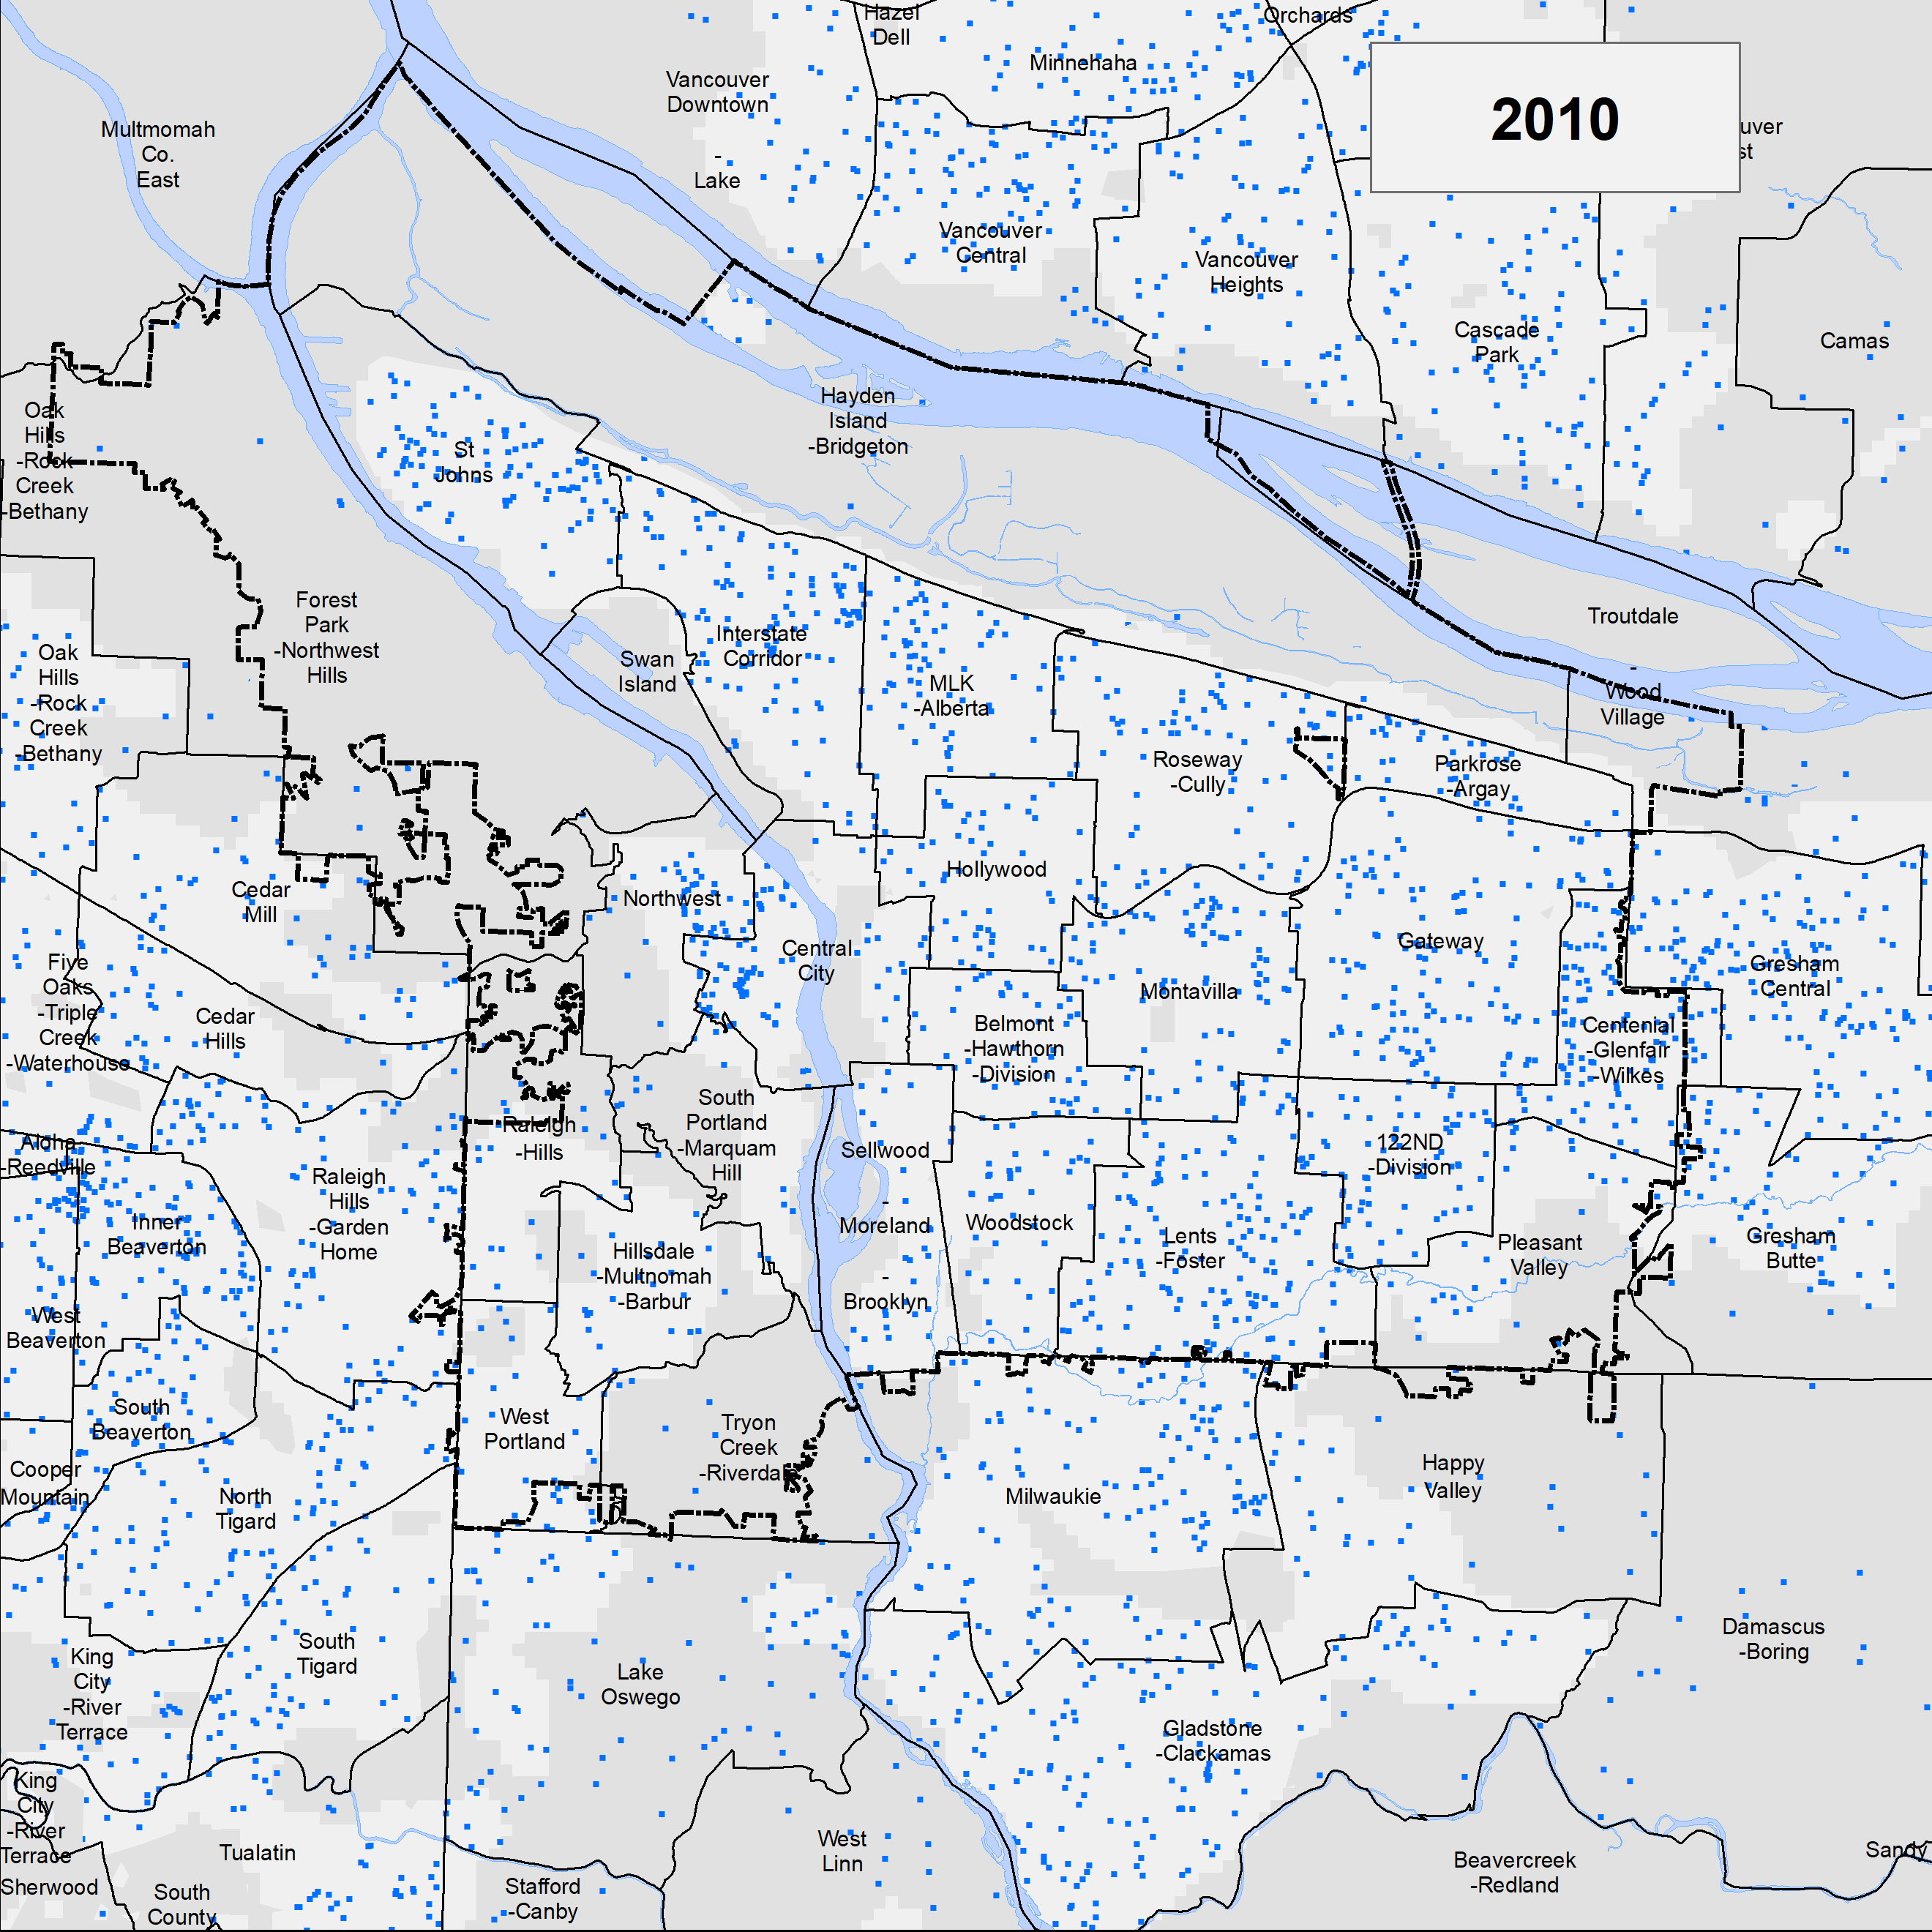 Hazel
Dell
Orchards
Minnehaha
Vancouver
Downtown
-
Lake
2010
uver
st
Multmomah
Co.
East
Vancouver
Central
Vancouver
Heights
Cascade
Park
Camas
Oak
Hills
-Rock
Creek
-Bethany
St
Johns
Hayden
Island
-Bridgeton
Forest
Park
-Northwest
Hills
Oak
Hills
-Rock
Creek
-Bethany
Swan
Island
Interstate
Corridor
MLK
-Alberta
Troutdale
-
Wood
Village
Roseway
-Cully
Parkrose
-Argay
Cedar
Mill
Northwest
Hollywood
Central
City
Gateway
Gresham
Central
Five
Oaks
-Triple
Creek
-Waterhouse
Cedar
Hills
Montavilla
Belmont
-Hawthorn
-Division
Centenial
-Glenfair
-Wilkes
South
Portland
-Marquam
Hill
Raleigh
-Hills
Aloha
-Reedville
Sellwood
-
Moreland
-
Brooklyn
122ND
-Division
Raleigh
Hills
-Garden
Home
Inner
Beaverton
Woodstock
Lents
-Foster
Pleasant
Valley
Gresham
Butte
Hillsdale
-Multnomah
-Barbur
West
Beaverton
South
Beaverton
West
Portland
Tryon
Creek
-Riverdale
Cooper
Mountain
North
Tigard
Milwaukie
Happy
Valley
King
City
-River
Terrace
South
Tigard
Lake
Oswego
Damascus
-Boring
Gladstone
-Clackamas
King
City
-River
Terrace
Sherwood
Tualatin
South
County
West
Linn
Stafford
-Canby
Beavercreek
-Redland
Sandy